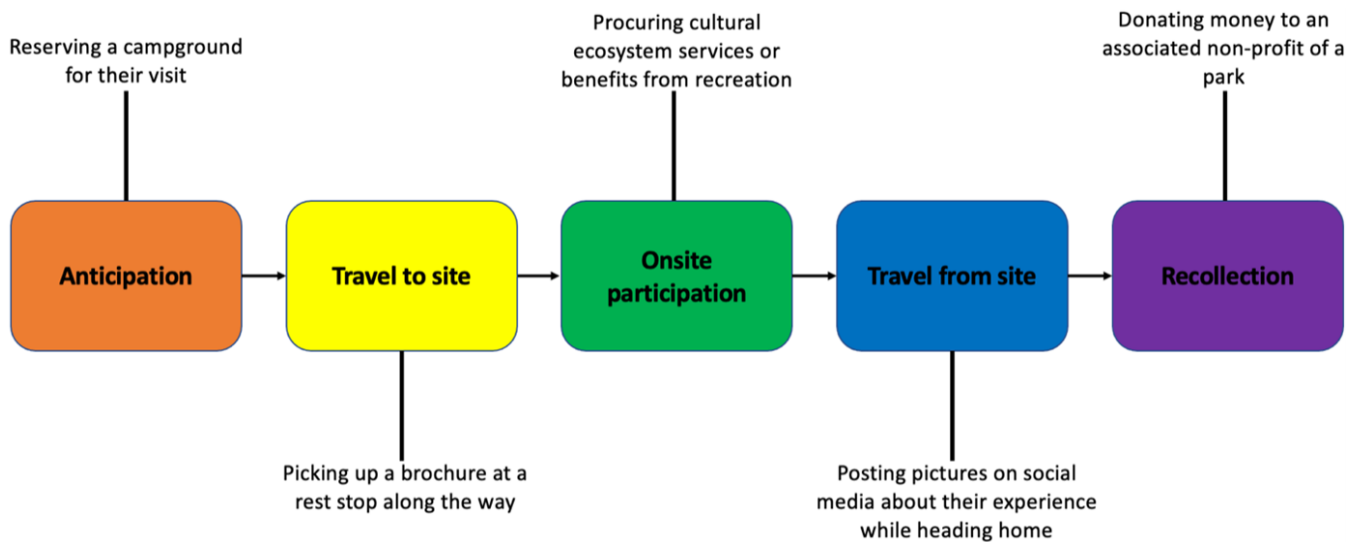 Reserving a campground
for their visit
Procuring cultural
ecosystem services or
benefits from recreation
Donating money to an
associated non-profit of a
park
Anticipation
Travel to site
Onsite
participation
Travel from site
Recollection
Picking up a brochure at a
rest stop along the way
Posting pictures on social
media about their experience
while heading home